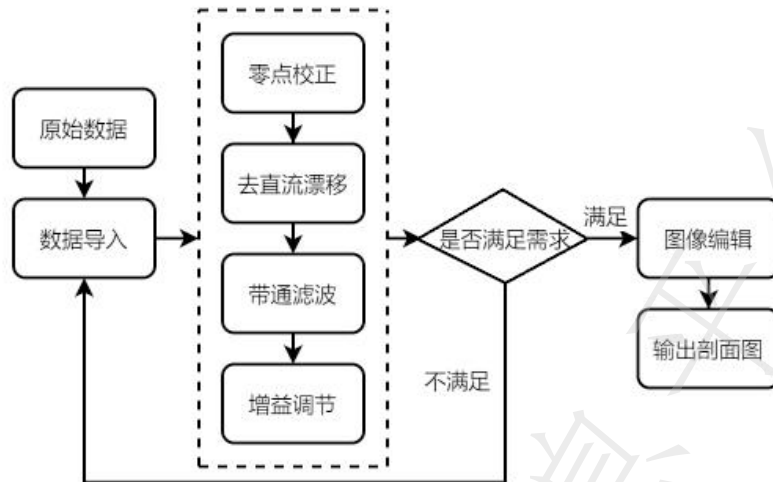 原始数据
数据导入
零点校正
去直流漂移
带通滤波
增益调节
是否满足需求
满足
不满足
图像编辑
输出剖面图